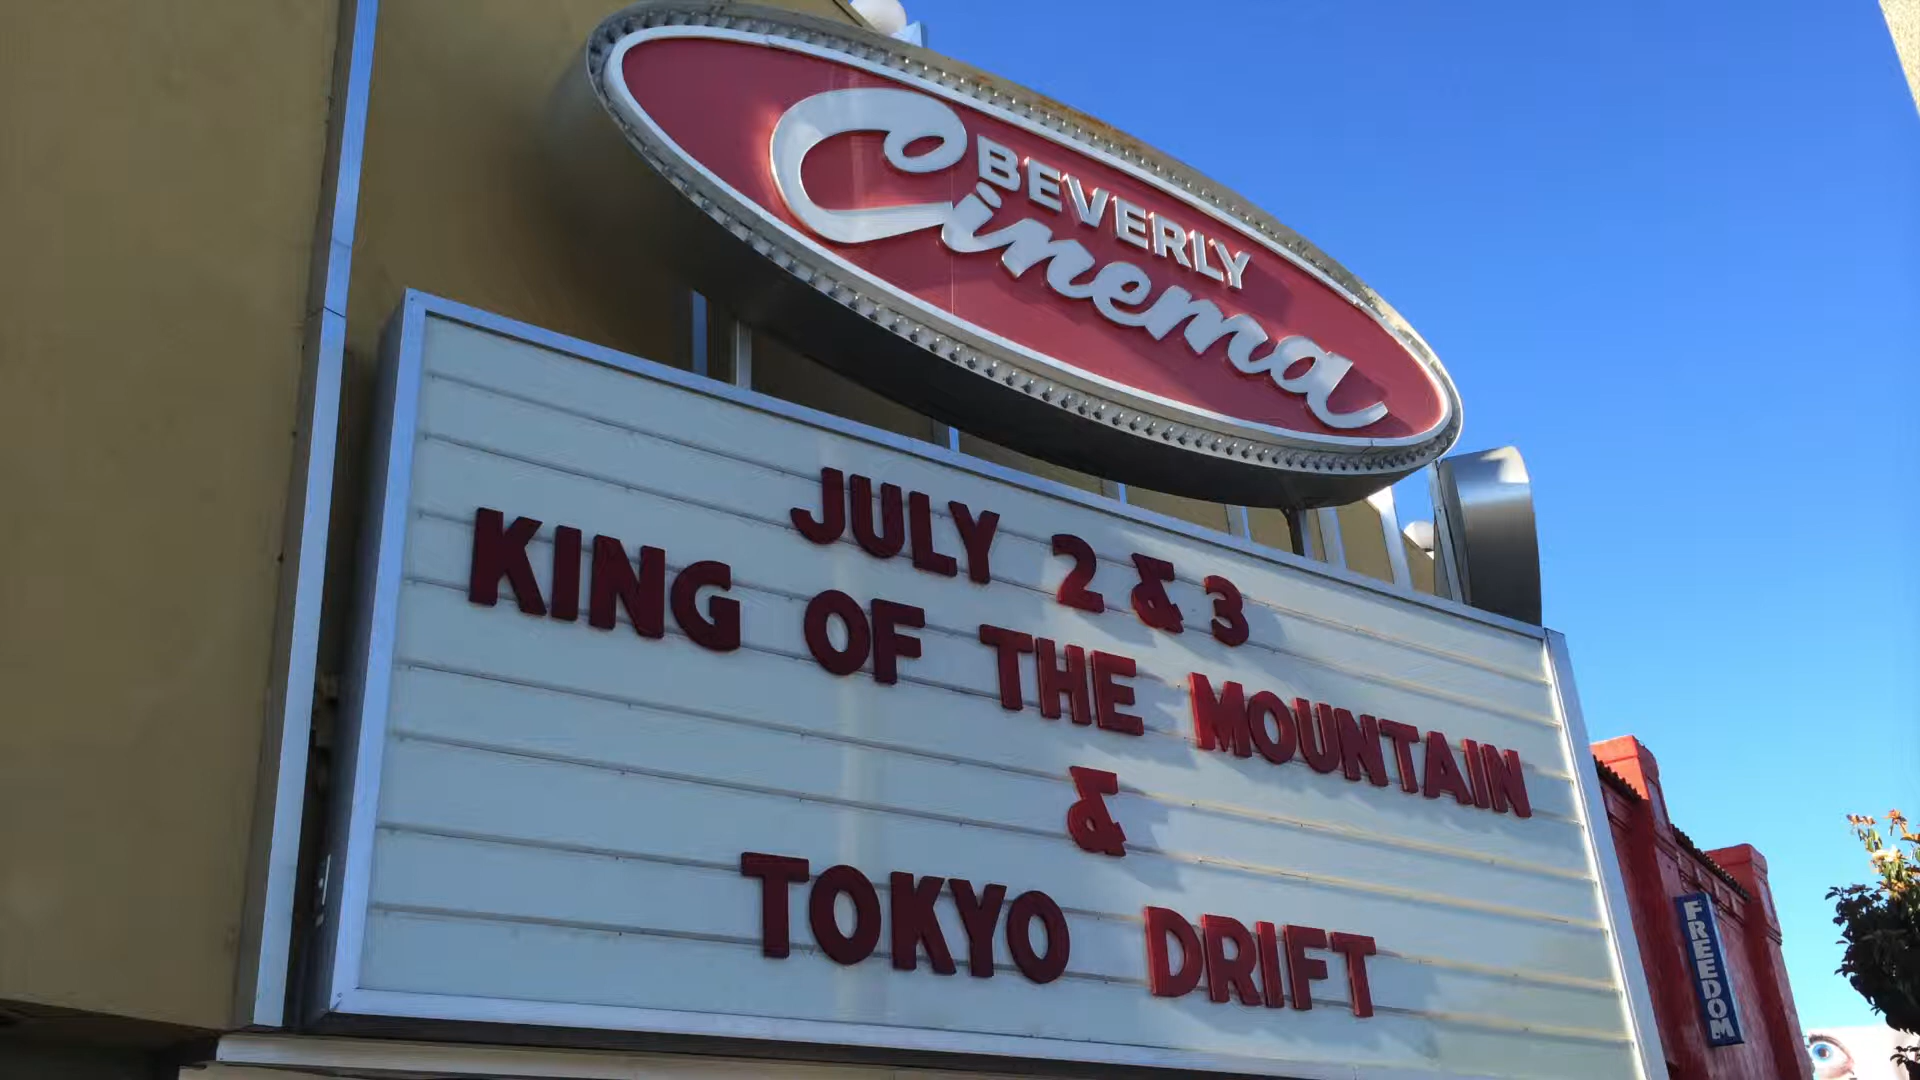 BEVERLY
Cinema
JULY 2 & 3
KING OF THE MOUNTAIN
&
TOKYO DRIFT
FREEDOM